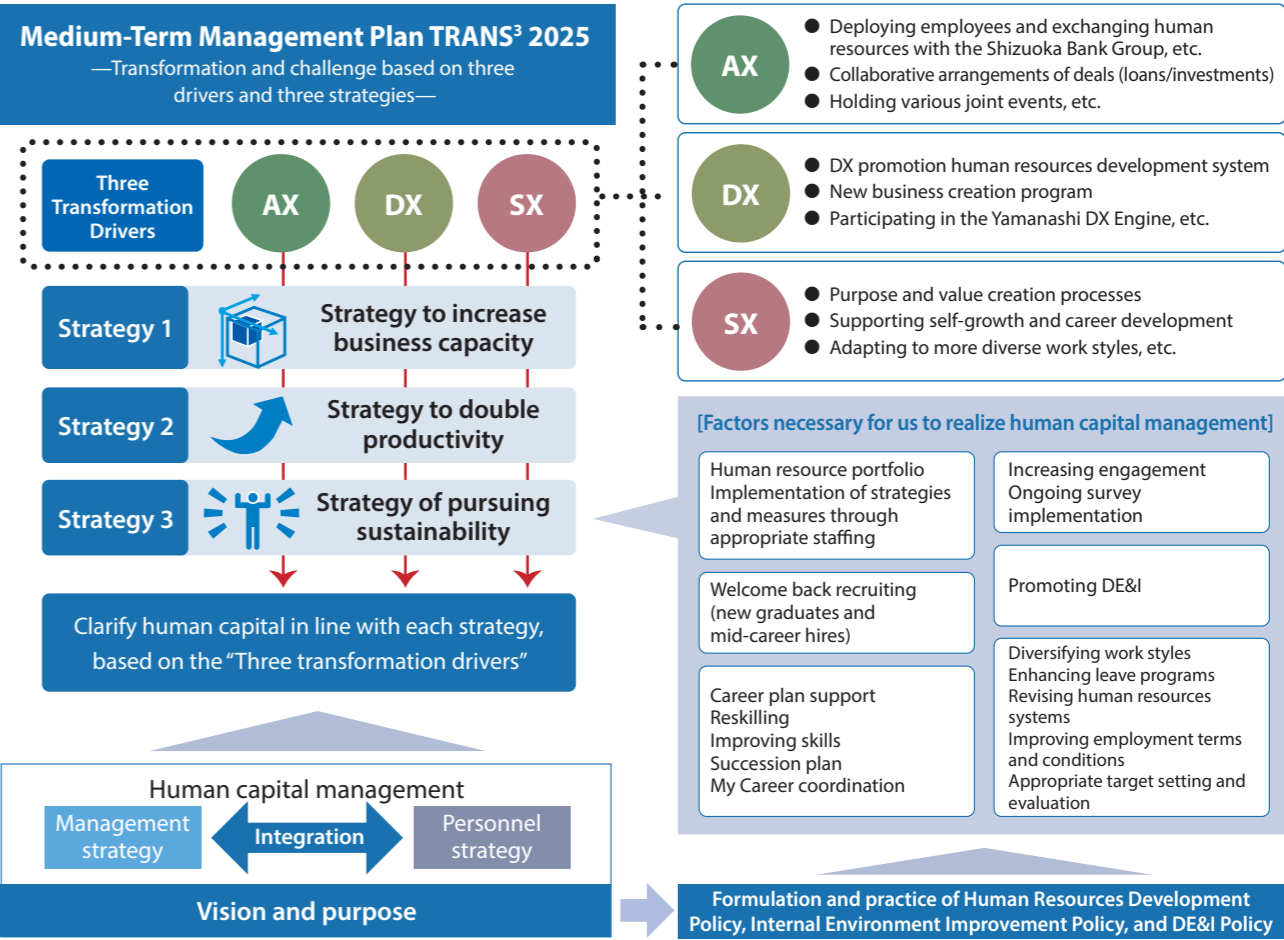 Medium-Term Management Plan TRANS³ 2025
—Transformation and challenge based on three
drivers and three strategies—
Three
Transformation
Drivers
AX
DX
SX
Strategy 1
Strategy to increase
business capacity
Strategy 2
Strategy to double
productivity
Strategy 3
Strategy of pursuing
sustainability
Clarify human capital in line with each strategy,
based on the “Three transformation drivers”
Human capital management
Management
strategy
Integration
Personnel
strategy
Vision and purpose
AX
● Deploying employees and exchanging human
resources with the Shizuoka Bank Group, etc.
● Collaborative arrangements of deals (loans/investments)
● Holding various joint events, etc.
DX
● DX promotion human resources development system
● New business creation program
● Participating in the Yamanashi DX Engine, etc.
SX
● Purpose and value creation processes
● Supporting self-growth and career development
● Adapting to more diverse work styles, etc.
[Factors necessary for us to realize human capital management]
Human resource portfolio
Implementation of strategies
and measures through
appropriate staffing
Welcome back recruiting
(new graduates and
mid-career hires)
Career plan support
Reskilling
Improving skills
Succession plan
My Career coordination
Increasing engagement
Ongoing survey
implementation
Promoting DE&I
Diversifying work styles
Enhancing leave programs
Revising human resources
systems
Improving employment terms
and conditions
Appropriate target setting and
evaluation
Formulation and practice of Human Resources Development
Policy, Internal Environment Improvement Policy, and DE&I Policy